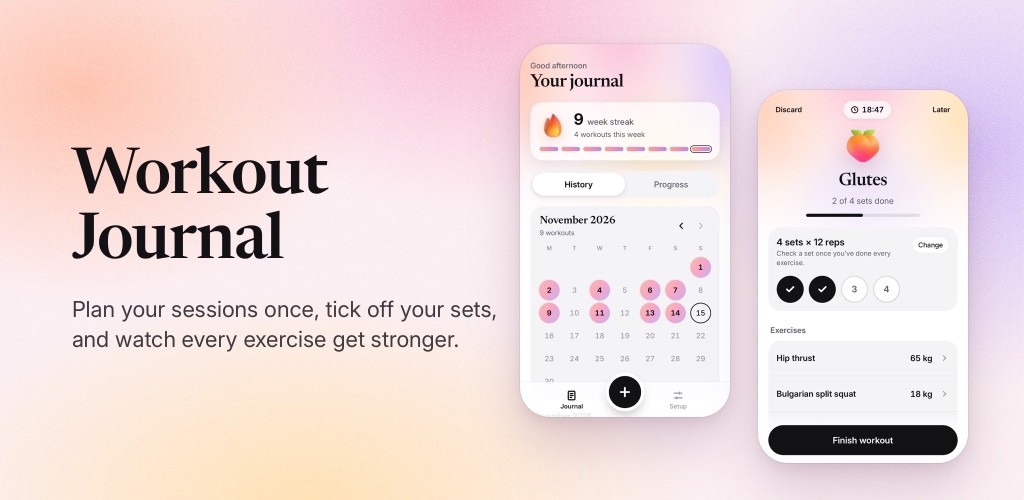 Workout
Journal
Plan your sessions once, tick off your sets,
and watch every exercise get stronger.
Good afternoon
Your journal
9 week streak
4 workouts this week
History Progress
November 2026
9 workouts
M T W T F S S
1
2 3 4 5 6 7 8
9 10 11 12 13 14 15
16 17 18 19 20 21 22
23 24 25 26 27 28 29
30
Journal
Setup
Discard 18:47 Later
Glutes
2 of 4 sets done
4 sets × 12 reps
Change
Check a set once you've done every
exercise.
3 4
Exercises
Hip thrust 65 kg
Bulgarian split squat 18 kg
Finish workout